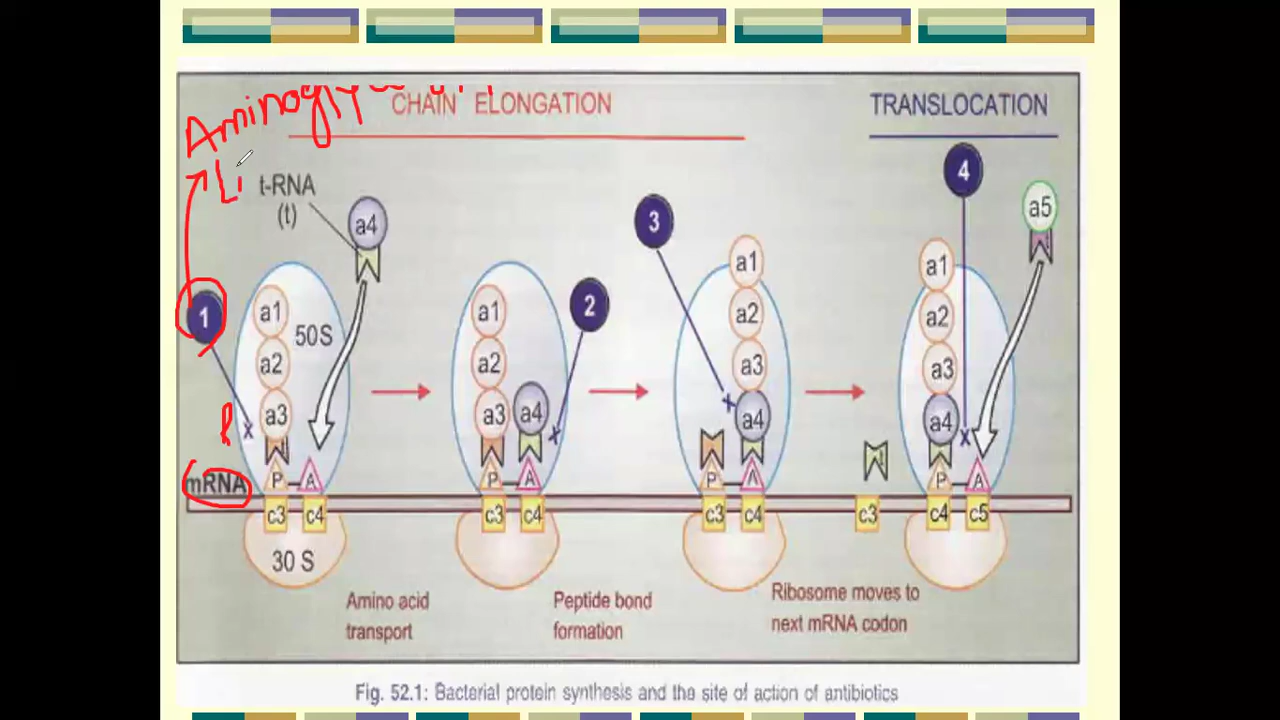 CHAIN ELONGATION
TRANSLOCATION
t-RNA
(t)
a4
3
4
a5
1
a1
a2
a3
50S
a1
a2
a3
a4
2
a1
a2
a3
a4
a1
a2
a3
a4
mRNA
P A
P A
P A
P A
c3 c4
c3 c4
c3 c4
c3
c4 c5
30 S
Amino acid
transport
Peptide bond
formation
Ribosome moves to
next mRNA codon
Fig. 52.1: Bacterial protein synthesis and the site of action of antibiotics